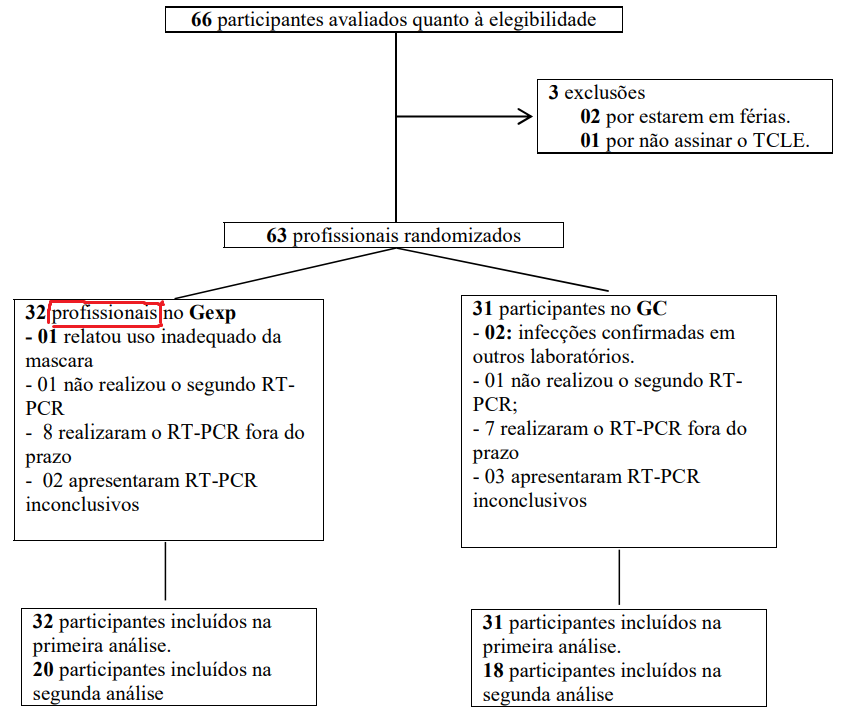 66 participantes avaliados quanto à elegibilidade
3 exclusões
02 por estarem em férias.
01 por não assinar o TCLE.
63 profissionais randomizados
32 profissionais no Gexp
- 01 relatou uso inadequado da
mascara
- 01 não realizou o segundo RT-
PCR
- 8 realizaram o RT-PCR fora do
prazo
- 02 apresentaram RT-PCR
inconclusivos
31 participantes no GC
- 02: infecções confirmadas em
outros laboratórios.
- 01 não realizou o segundo RT-
PCR;
- 7 realizaram o RT-PCR fora do
prazo
- 03 apresentaram RT-PCR
inconclusivos
32 participantes incluídos na
primeira análise.
20 participantes incluídos na
segunda análise
31 participantes incluídos na
primeira análise.
18 participantes incluídos na
segunda análise